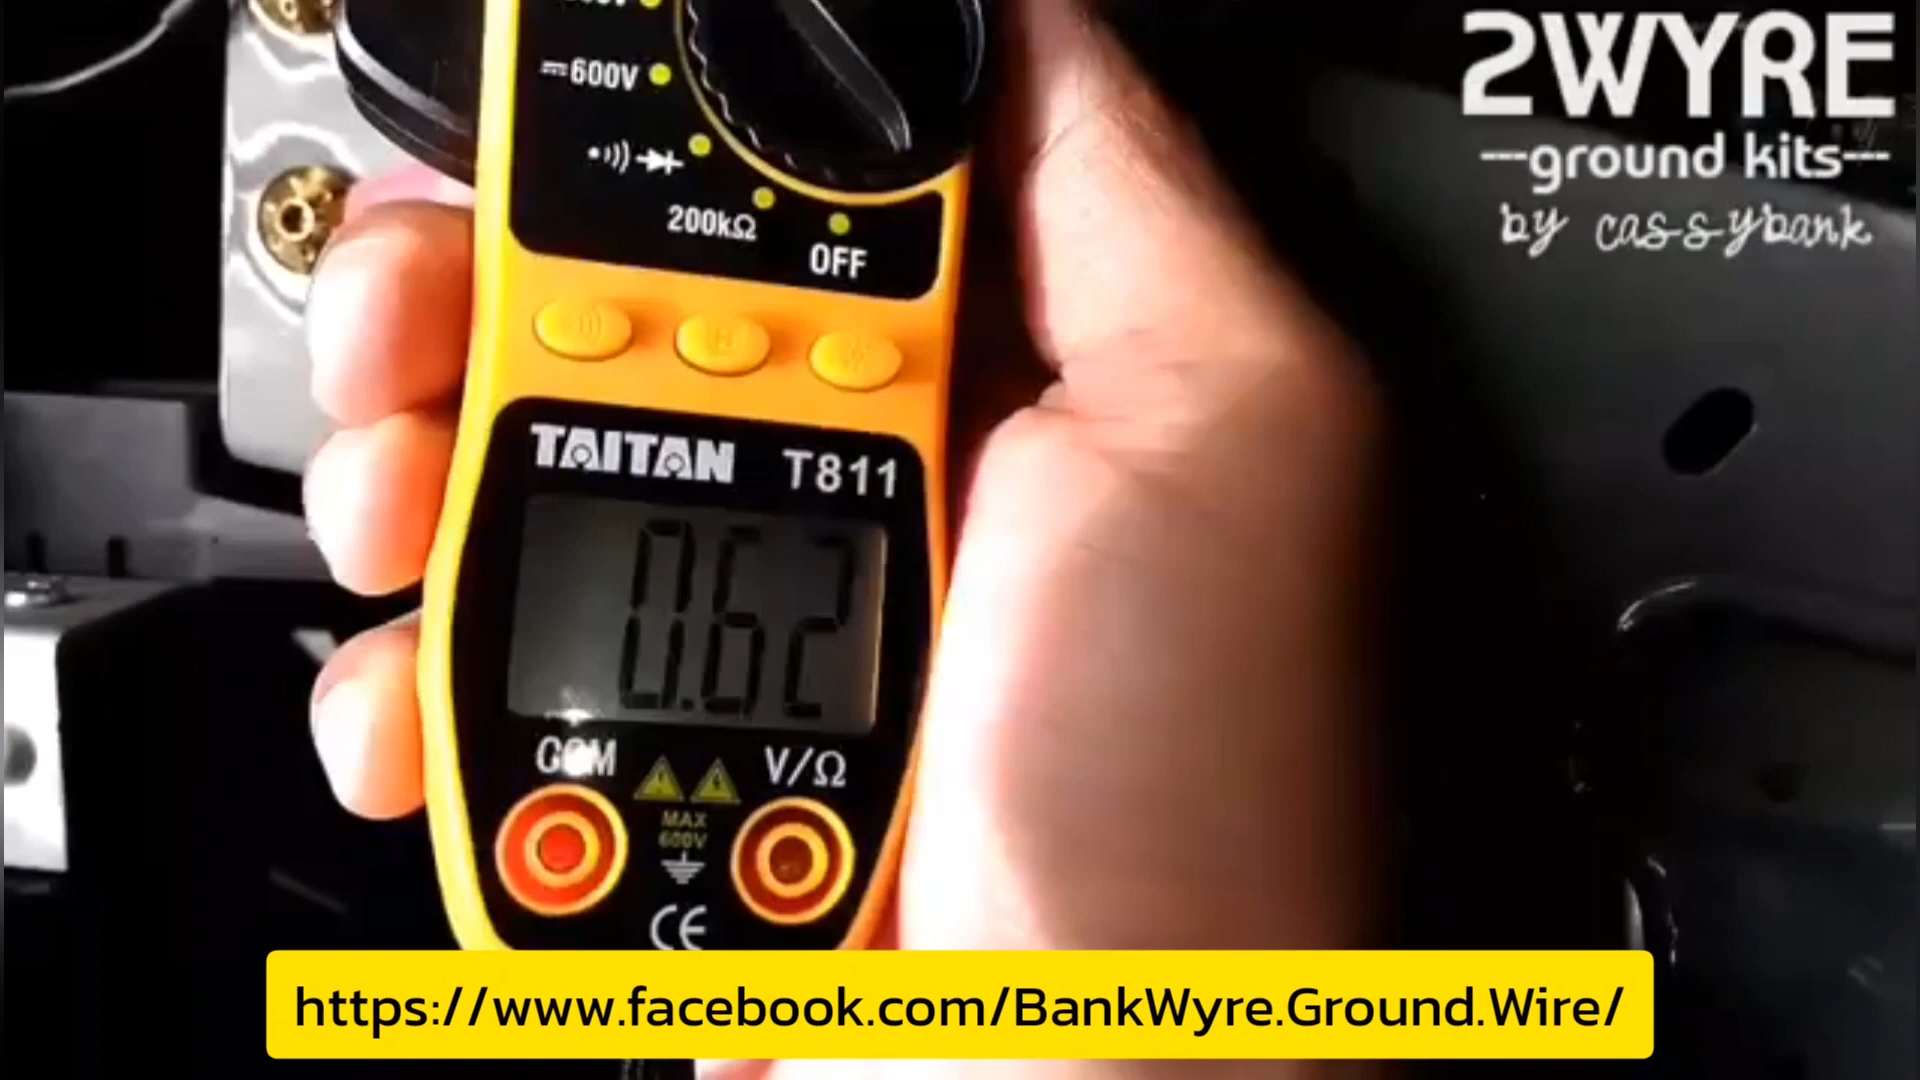 2WYRE
---ground kits---
by cassybank
600V
200kΩ
OFF
TAITAN T811
0.62
COM V/Ω
MAX
600V
CE
https://www.facebook.com/BankWyre.Ground.Wire/